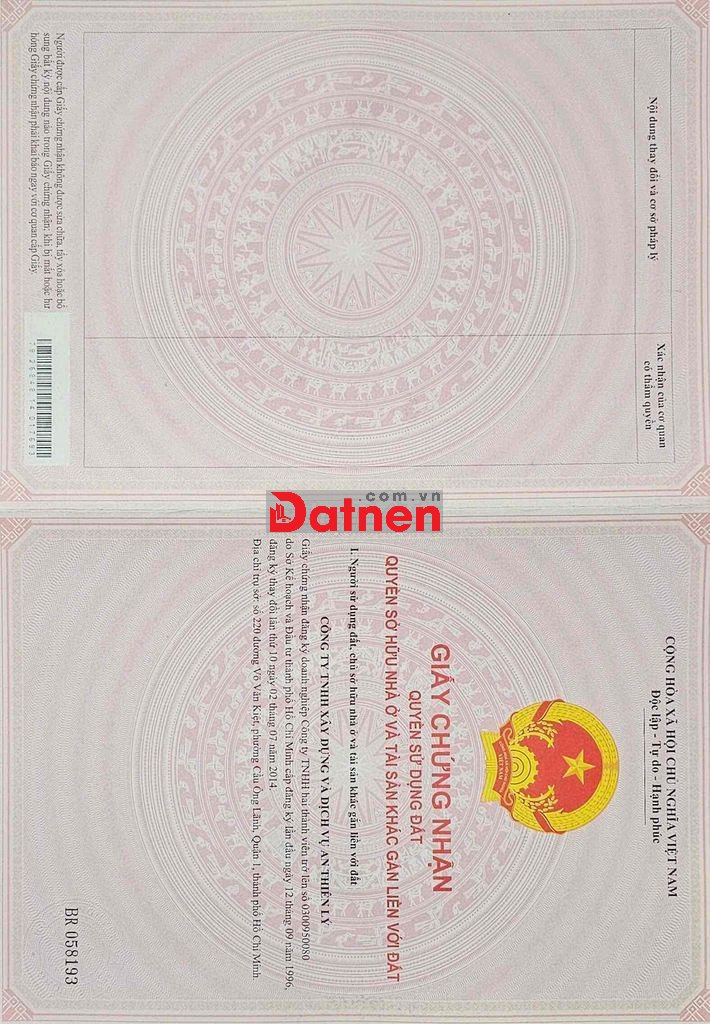 Nội dung thay đổi và cơ sở pháp lý
Xác nhận của cơ quan
có thẩm quyền
Người được cấp Giấy chứng nhận không được sửa chữa, tẩy xóa hoặc bổ
sung bất kỳ nội dung nào trong Giấy chứng nhận; khi bị mất hoặc hư
hỏng Giấy chứng nhận phải khai báo ngay với cơ quan cấp Giấy.
.com.vn
Datnen
CỘNG HÒA XÃ HỘI CHỦ NGHĨA VIỆT NAM
Độc lập - Tự do - Hạnh phúc
VIỆT NAM
GIẤY CHỨNG NHẬN
QUYỀN SỬ DỤNG ĐẤT
QUYỀN SỞ HỮU NHÀ Ở VÀ TÀI SẢN KHÁC GẮN LIỀN VỚI ĐẤT
I. Người sử dụng đất, chủ sở hữu nhà ở và tài sản khác gắn liền với đất
CÔNG TY TNHH XÂY DỰNG VÀ DỊCH VỤ AN THIÊN LÝ
Giấy chứng nhận đăng ký doanh nghiệp Công ty TNHH hai thành viên trở lên số 0300950080
do Sở Kế hoạch và Đầu tư thành phố Hồ Chí Minh cấp đăng ký lần đầu ngày 12 tháng 09 năm 1996,
đăng ký thay đổi lần thứ 10 ngày 02 tháng 07 năm 2014.
Địa chỉ trụ sở: số 220 đường Võ Văn Kiệt, phường Cầu Ông Lãnh, Quận 1, thành phố Hồ Chí Minh.
BR 058193